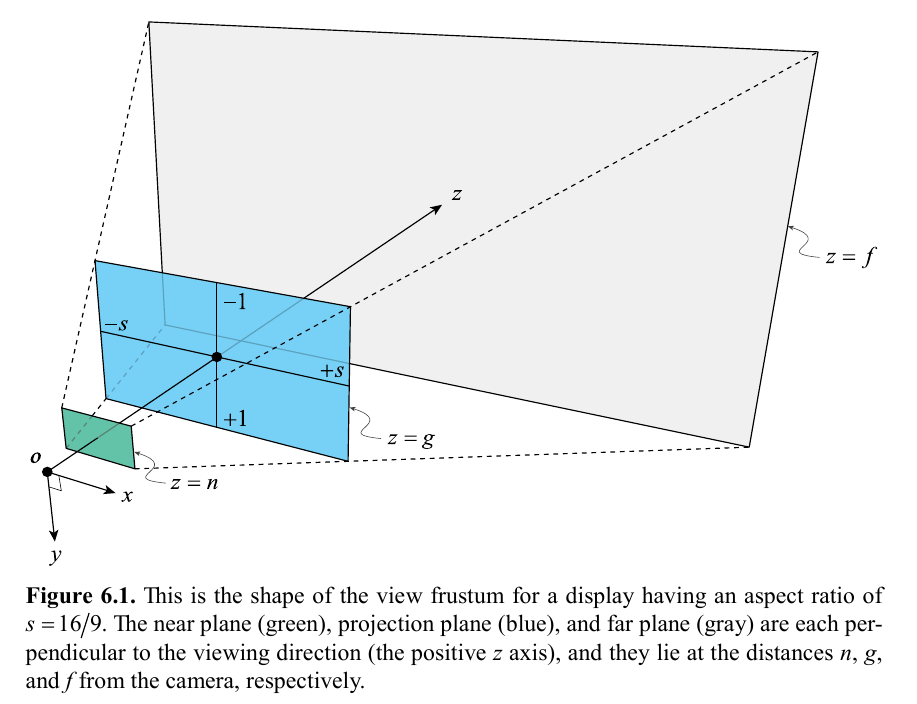 z
z = f
−1
−s
+s
+1
z = g
o
z = n
x
y
Figure 6.1. This is the shape of the view frustum for a display having an aspect ratio of
s = 16/9. The near plane (green), projection plane (blue), and far plane (gray) are each per-
pendicular to the viewing direction (the positive z axis), and they lie at the distances n, g,
and f from the camera, respectively.